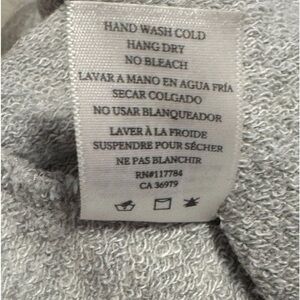 HAND WASH COLD
HANG DRY
NO BLEACH
LAVAR A MANO EN AGUA FRÍA
SECAR COLGADO
NO USAR BLANQUEADOR
LAVER À LA FROIDE
SUSPENDRE POUR SÉCHER
NE PAS BLANCHIR
RN#117784
CA 36979